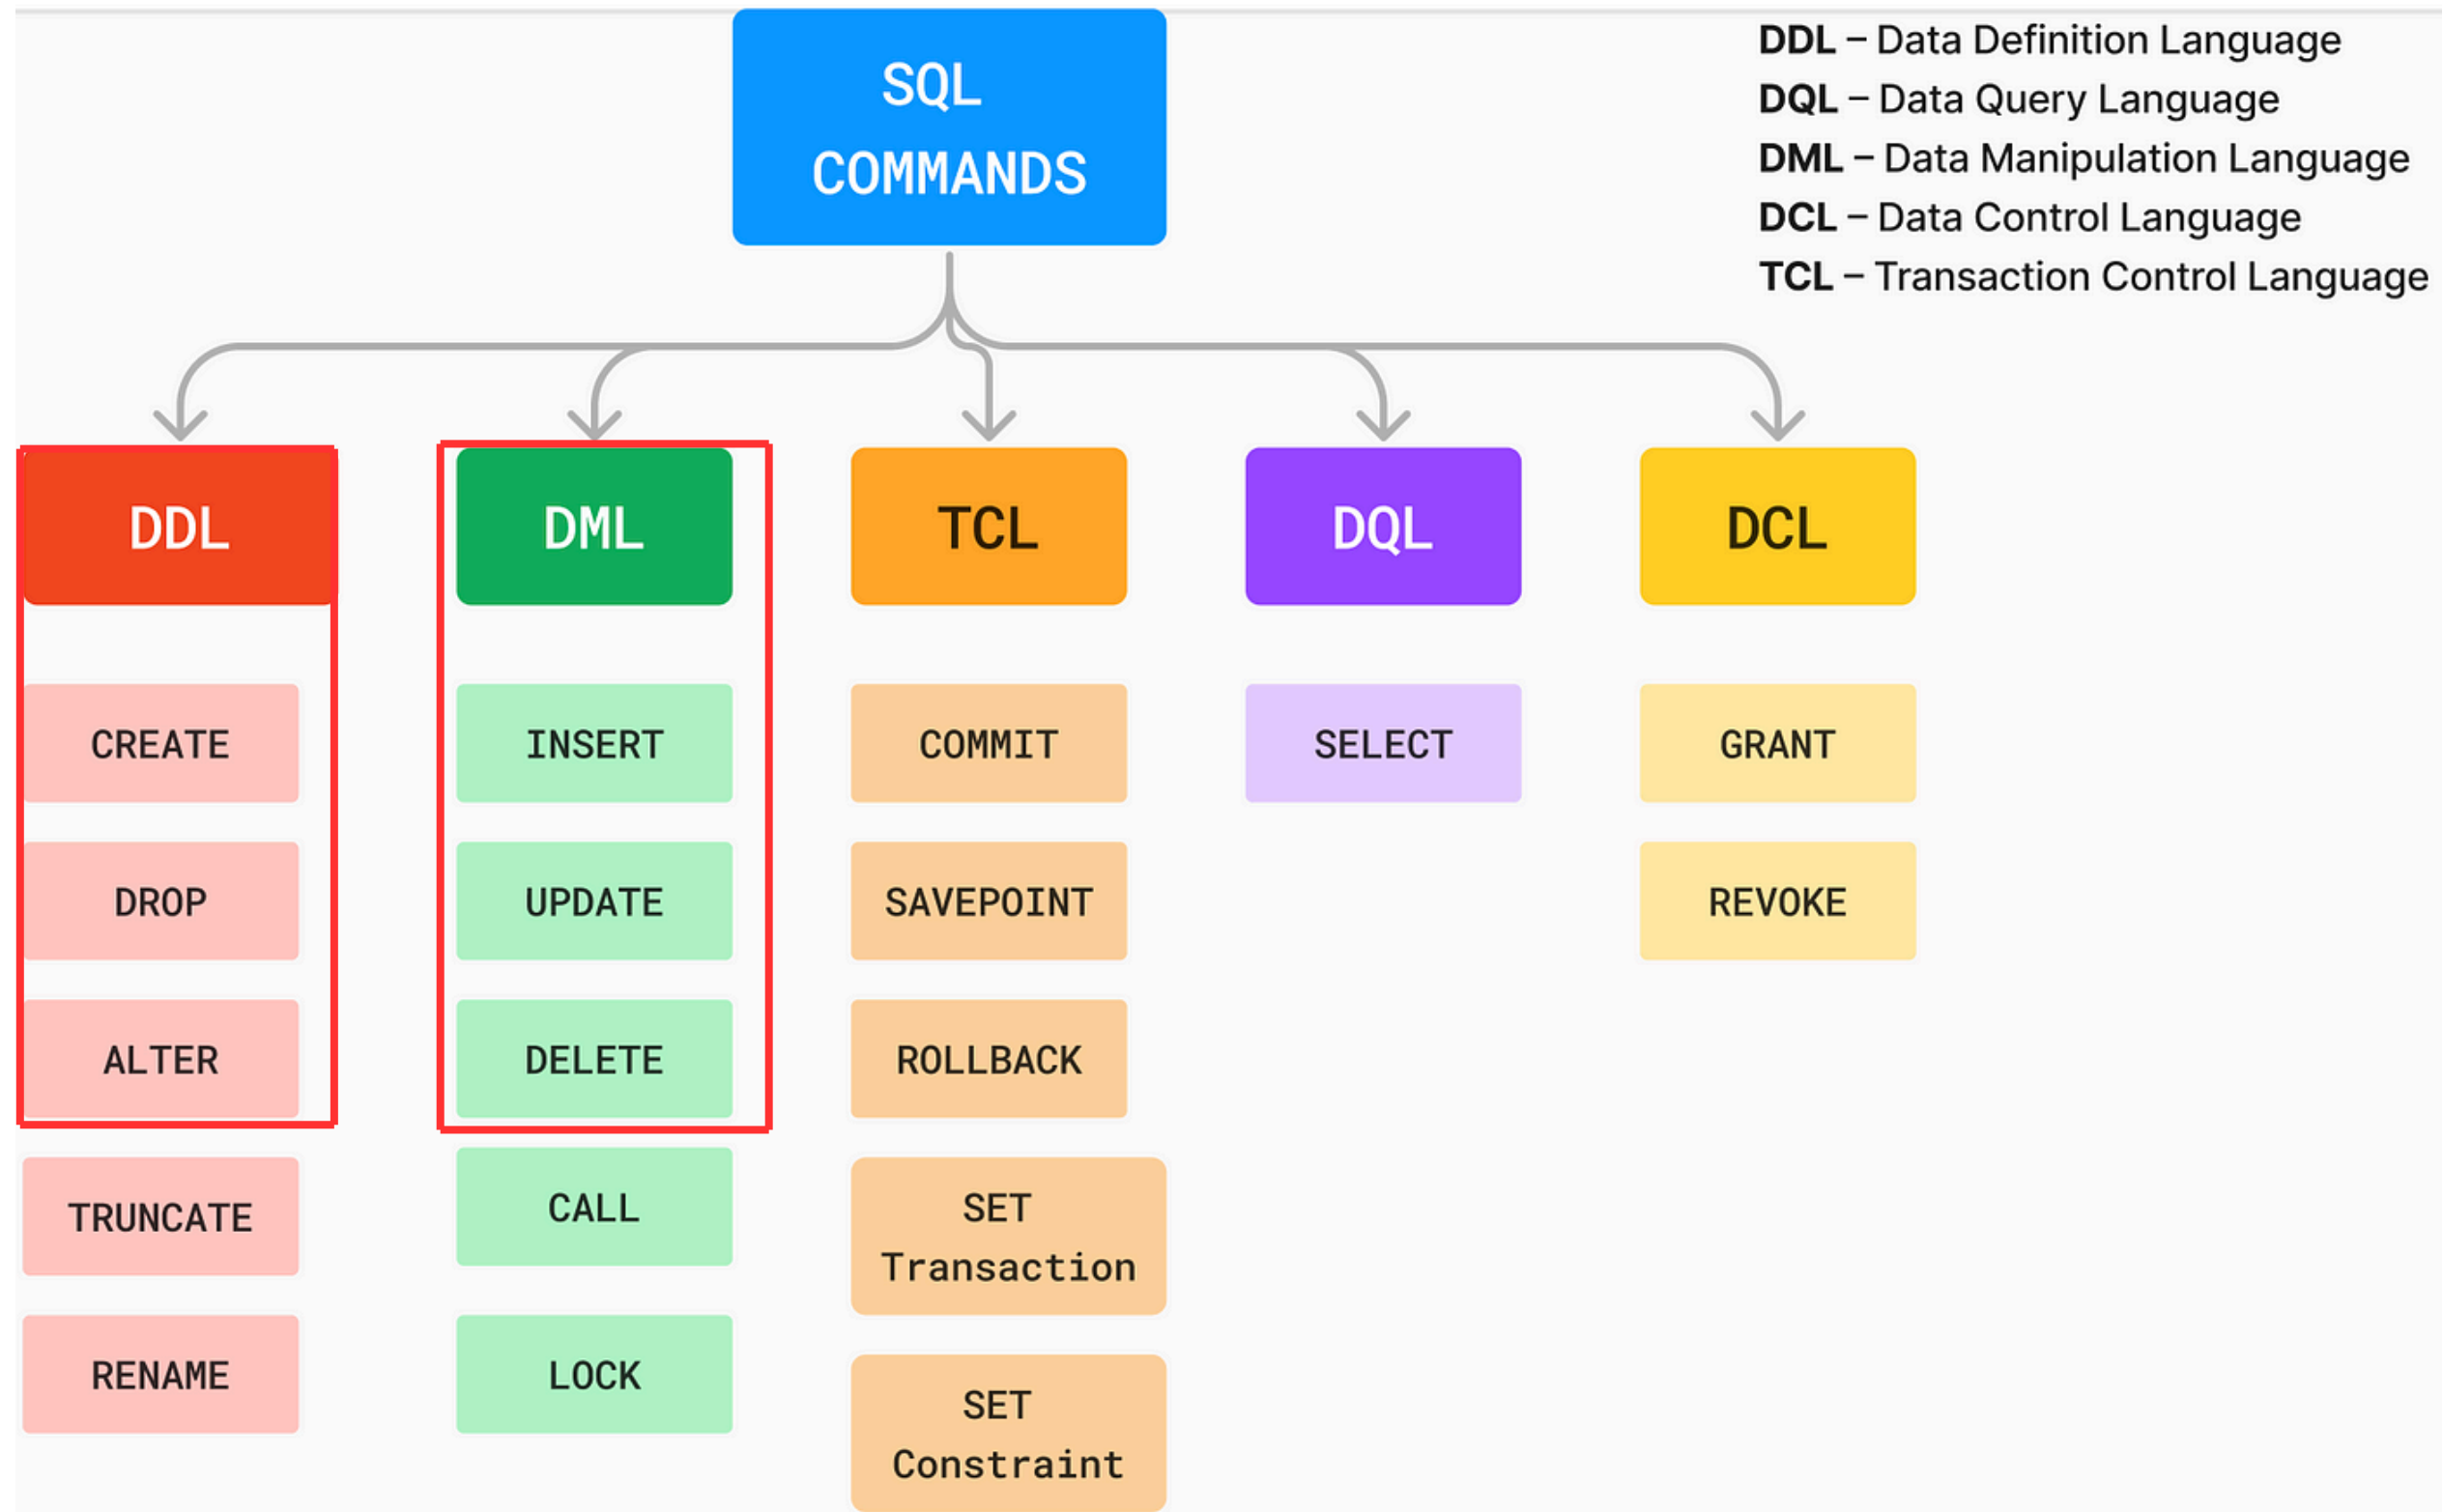 SQL
COMMANDS
DDL – Data Definition Language
DQL – Data Query Language
DML – Data Manipulation Language
DCL – Data Control Language
TCL – Transaction Control Language
DDL
DML
TCL
DQL
DCL
CREATE
INSERT
COMMIT
SELECT
GRANT
DROP
UPDATE
SAVEPOINT
REVOKE
ALTER
DELETE
ROLLBACK
TRUNCATE
CALL
SET
Transaction
RENAME
LOCK
SET
Constraint